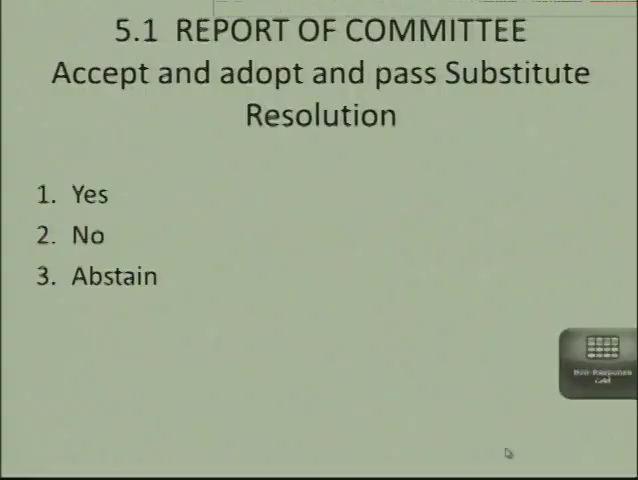 5.1 REPORT OF COMMITTEE
Accept and adopt and pass Substitute
Resolution
1. Yes
2. No
3. Abstain